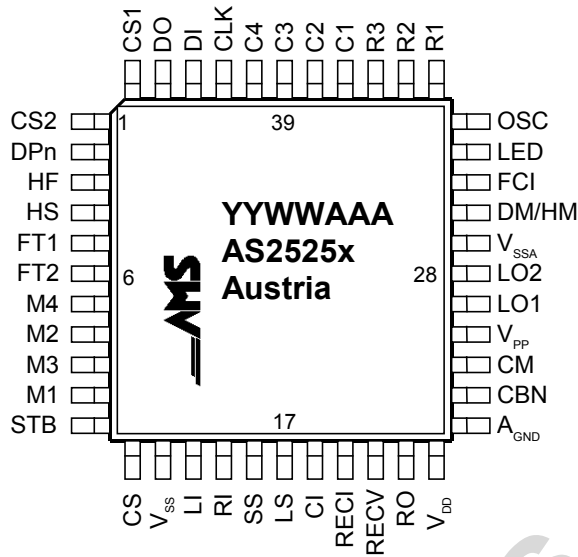 CS1 DO DI CLK C4 C3 C2 C1 R3 R2 R1
CS2 1 39 OSC
DPn LED
HF FCI
HS YYWWAAA DM/HM
FT1 AS2525x VSSA
FT2 6 Austria 28 LO2
M4 LO1
M2 VPP
M3 CM
M1 CBN
STB 17 AGND
CS VSS LI RI SS LS CI RECI RECV RO VDD
AMS